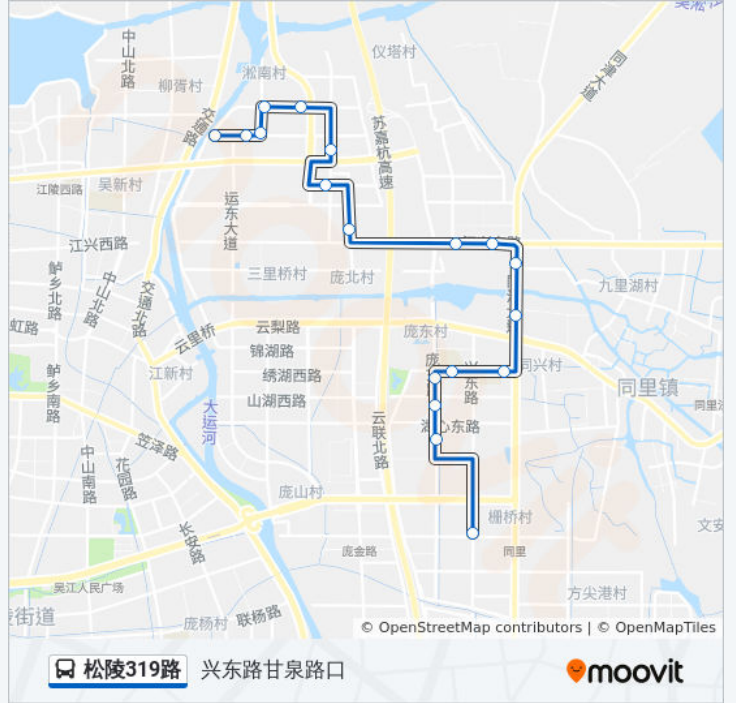 中山北路
仪塔村
同津大道
淞南村
柳胥村
交通路
苏嘉杭高速
江陵西路
吴新村
运东大道
江兴西路
三里桥村
庞北村
鲈乡北路
中山北路
交通北路
九里湖村
虹路
云里桥
云梨路
庞东村
锦湖路
同兴村
江新村
绣湖西路
兴东路
同里镇
鲈乡南路
山湖西路
大运河
云联北路
笠泽路
中山南路
花园路
庞山村
栅桥村
文安
长安路
庞金路
同里
吴江人民广场
方尖港村
街道
庞杨村
联杨路
© OpenStreetMap contributors | © OpenMapTiles
松陵319路
兴东路甘泉路口
moovit